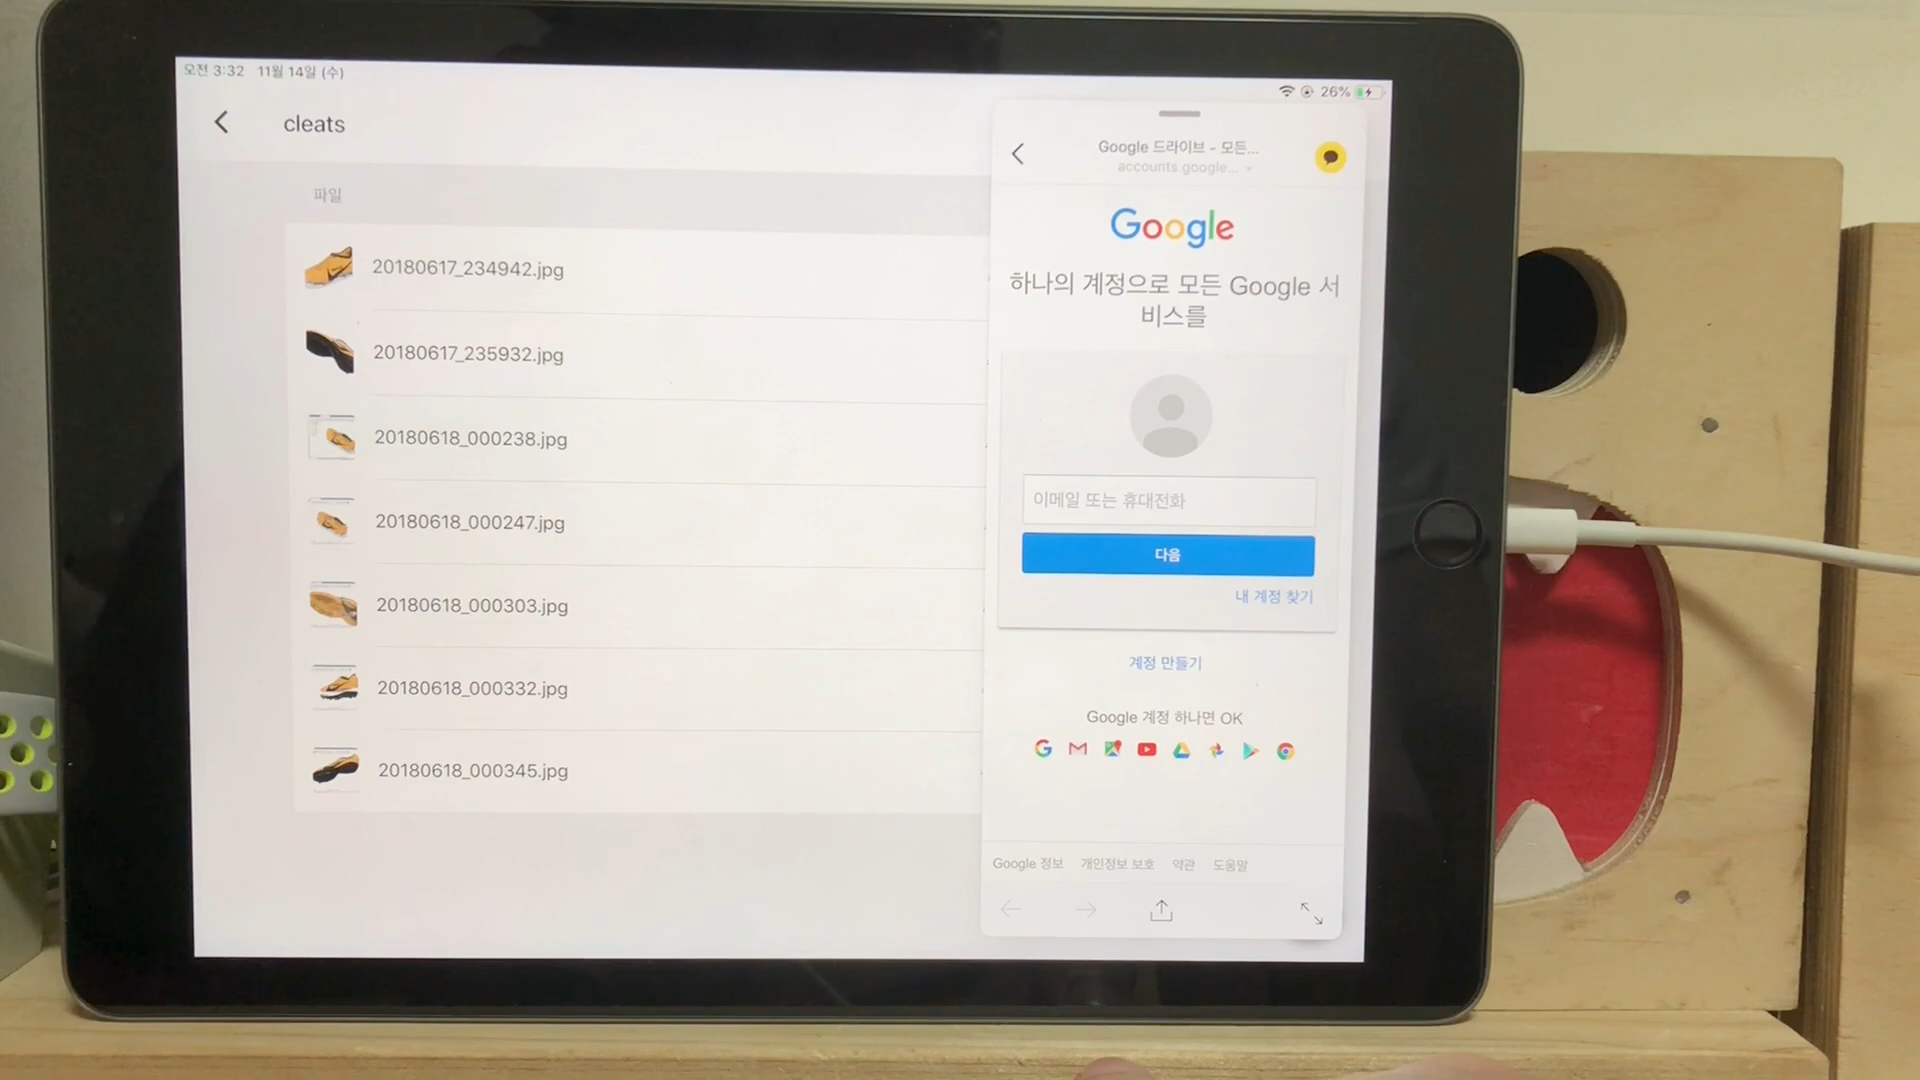 오전 3:32 11월 14일 (수)
26%
cleats
파일
20180617_234942.jpg
20180617_235932.jpg
20180618_000238.jpg
20180618_000247.jpg
20180618_000303.jpg
20180618_000332.jpg
20180618_000345.jpg
Google 드라이브 - 모든...
accounts.google...
Google
하나의 계정으로 모든 Google 서
비스를
이메일 또는 휴대전화
다음
내 계정 찾기
계정 만들기
Google 계정 하나면 OK
Google 정보 개인정보 보호 약관 도움말